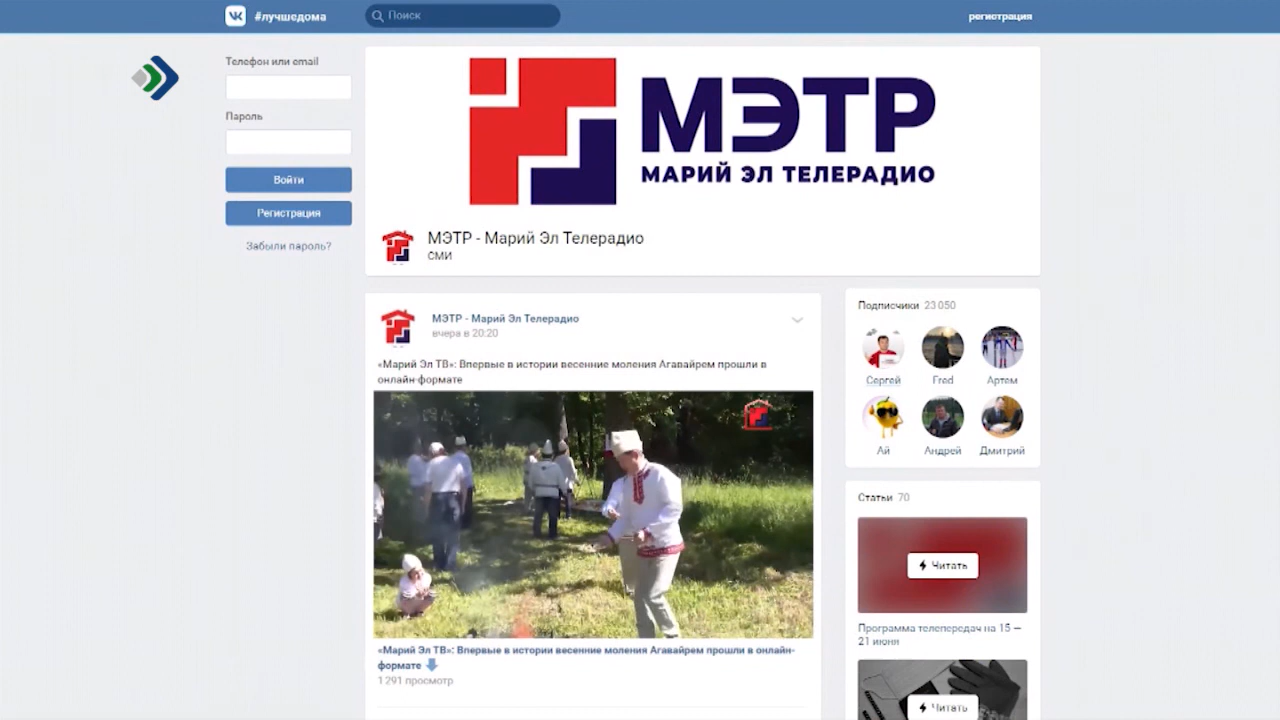 #лучшедома
Поиск
регистрация
Телефон или email
Пароль
Войти
Регистрация
Забыли пароль?
МЭТР
МАРИЙ ЭЛ ТЕЛЕРАДИО
МЭТР - Марий Эл Телерадио
СМИ
МЭТР - Марий Эл Телерадио
вчера в 20:20
«Марий Эл ТВ»: Впервые в истории весенние моления Агавайрем прошли в
онлайн-формате
«Марий Эл ТВ»: Впервые в истории весенние моления Агавайрем прошли в онлайн-
формате
1 291 просмотр
Подписчики 23 050
Сергей Fred Артем
Ай Андрей Дмитрий
Статьи 70
Читать
Программа телепередач на 15 —
21 июня
Читать